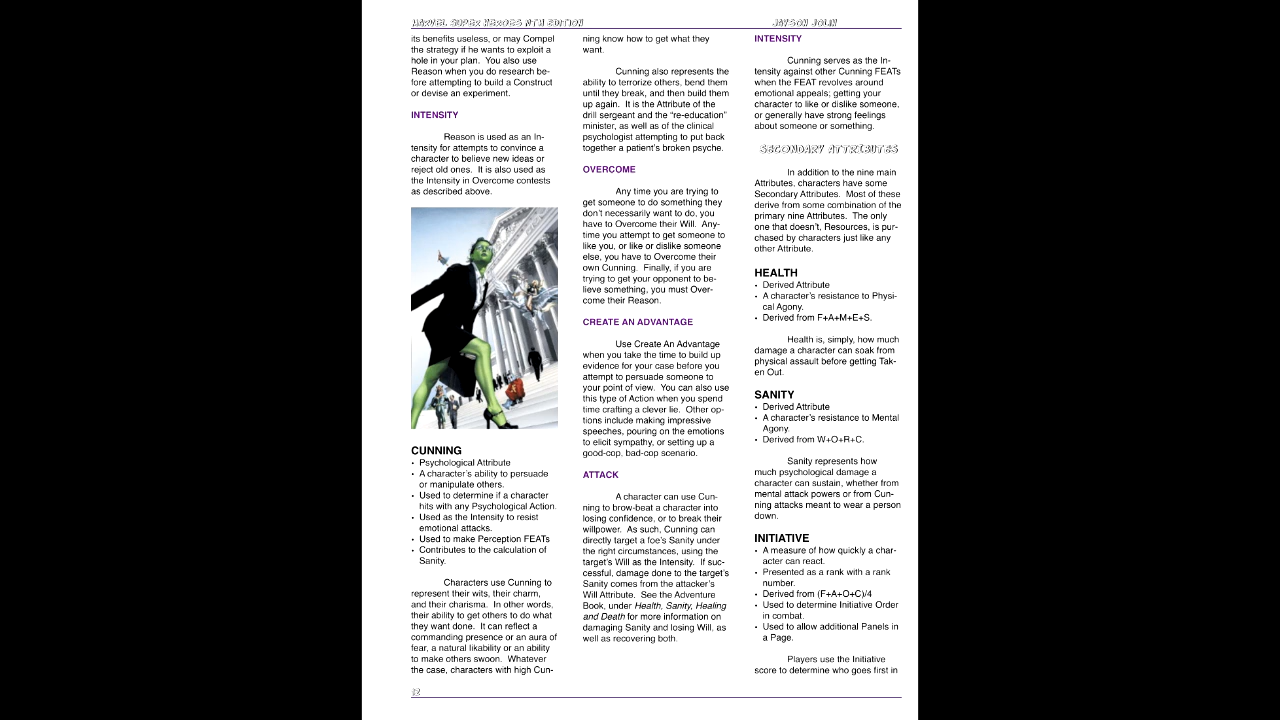 MARVEL SUPER HEROES NTH EDITION
JAYSON JOLIN
its benefits useless, or may Compel
the strategy if he wants to exploit a
hole in your plan.  You also use
Reason when you do research be-
fore attempting to build a Construct
or devise an experiment.
INTENSITY
Reason is used as an In-
tensity for attempts to convince a
character to believe new ideas or
reject old ones.  It is also used as
the Intensity in Overcome contests
as described above.
CUNNING
• Psychological Attribute
• A character's ability to persuade
or manipulate others.
• Used to determine if a character
hits with any Psychological Action.
• Used as the Intensity to resist
emotional attacks.
• Used to make Perception FEATs
• Contributes to the calculation of
Sanity.
Characters use Cunning to
represent their wits, their charm,
and their charisma.  In other words,
their ability to get others to do what
they want done.  It can reflect a
commanding presence or an aura of
fear, a natural likability or an ability
to make others swoon.  Whatever
the case, characters with high Cun-
ning know how to get what they
want.
Cunning also represents the
ability to terrorize others, bend them
until they break, and then build them
up again.  It is the Attribute of the
drill sergeant and the “re-education”
minister, as well as of the clinical
psychologist attempting to put back
together a patient's broken psyche.
OVERCOME
Any time you are trying to
get someone to do something they
don't necessarily want to do, you
have to Overcome their Will.  Any-
time you attempt to get someone to
like you, or like or dislike someone
else, you have to Overcome their
own Cunning.  Finally, if you are
trying to get your opponent to be-
lieve something, you must Over-
come their Reason.
CREATE AN ADVANTAGE
Use Create An Advantage
when you take the time to build up
evidence for your case before you
attempt to persuade someone to
your point of view.  You can also use
this type of Action when you spend
time crafting a clever lie.  Other op-
tions include making impressive
speeches, pouring on the emotions
to elicit sympathy, or setting up a
good-cop, bad-cop scenario.
ATTACK
A character can use Cun-
ning to brow-beat a character into
losing confidence, or to break their
willpower.  As such, Cunning can
directly target a foe's Sanity under
the right circumstances, using the
target's Will as the Intensity.  If suc-
cessful, damage done to the target's
Sanity comes from the attacker's
Will Attribute.  See the Adventure
Book, under Health, Sanity, Healing
and Death for more information on
damaging Sanity and losing Will, as
well as recovering both.
INTENSITY
Cunning serves as the In-
tensity against other Cunning FEATs
when the FEAT revolves around
emotional appeals; getting your
character to like or dislike someone,
or generally have strong feelings
about someone or something.
SECONDARY ATTRIBUTES
In addition to the nine main
Attributes, characters have some
Secondary Attributes.  Most of these
derive from some combination of the
primary nine Attributes.  The only
one that doesn't, Resources, is pur-
chased by characters just like any
other Attribute.
HEALTH
• Derived Attribute
• A character's resistance to Physi-
cal Agony.
• Derived from F+A+M+E+S.
Health is, simply, how much
damage a character can soak from
physical assault before getting Tak-
en Out.
SANITY
• Derived Attribute
• A character's resistance to Mental
Agony.
• Derived from W+O+R+C.
Sanity represents how
much psychological damage a
character can sustain, whether from
mental attack powers or from Cun-
ning attacks meant to wear a person
down.
INITIATIVE
• A measure of how quickly a char-
acter can react.
• Presented as a rank with a rank
number.
• Derived from (F+A+O+C)/4
• Used to determine Initiative Order
in combat.
• Used to allow additional Panels in
a Page.
Players use the Initiative
score to determine who goes first in